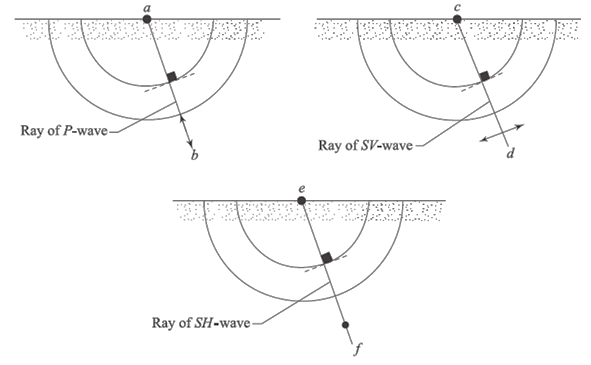 a
c
Ray of P-wave
b
Ray of SV-wave
d
e
Ray of SH-wave
f